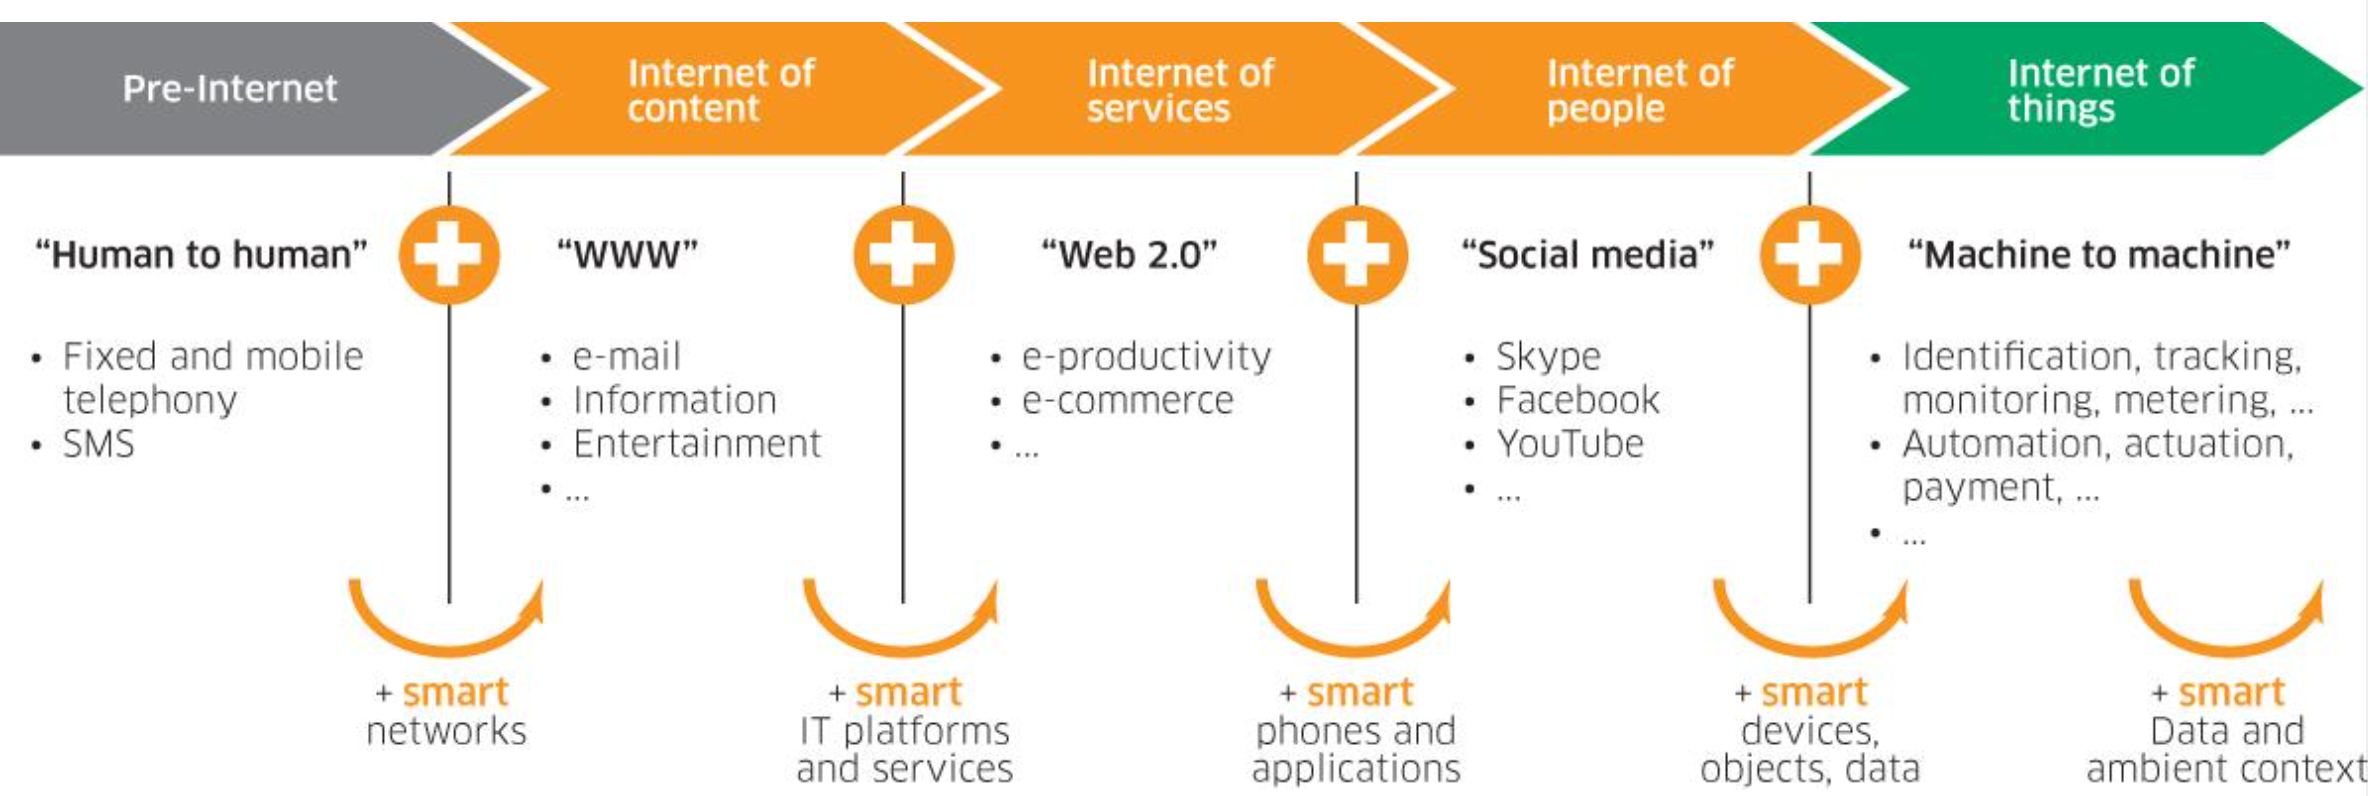 Pre-Internet
Internet of
content
Internet of
services
Internet of
people
Internet of
things
“Human to human”
“WWW”
“Web 2.0”
“Social media”
“Machine to machine”
• Fixed and mobile
telephony
• SMS
• e-mail
• Information
• Entertainment
• ...
• e-productivity
• e-commerce
• ...
• Skype
• Facebook
• YouTube
• ...
• Identification, tracking,
monitoring, metering, ...
• Automation, actuation,
payment, ...
• ...
+ smart
networks
+ smart
IT platforms
and services
+ smart
phones and
applications
+ smart
devices,
objects, data
+ smart
Data and
ambient context